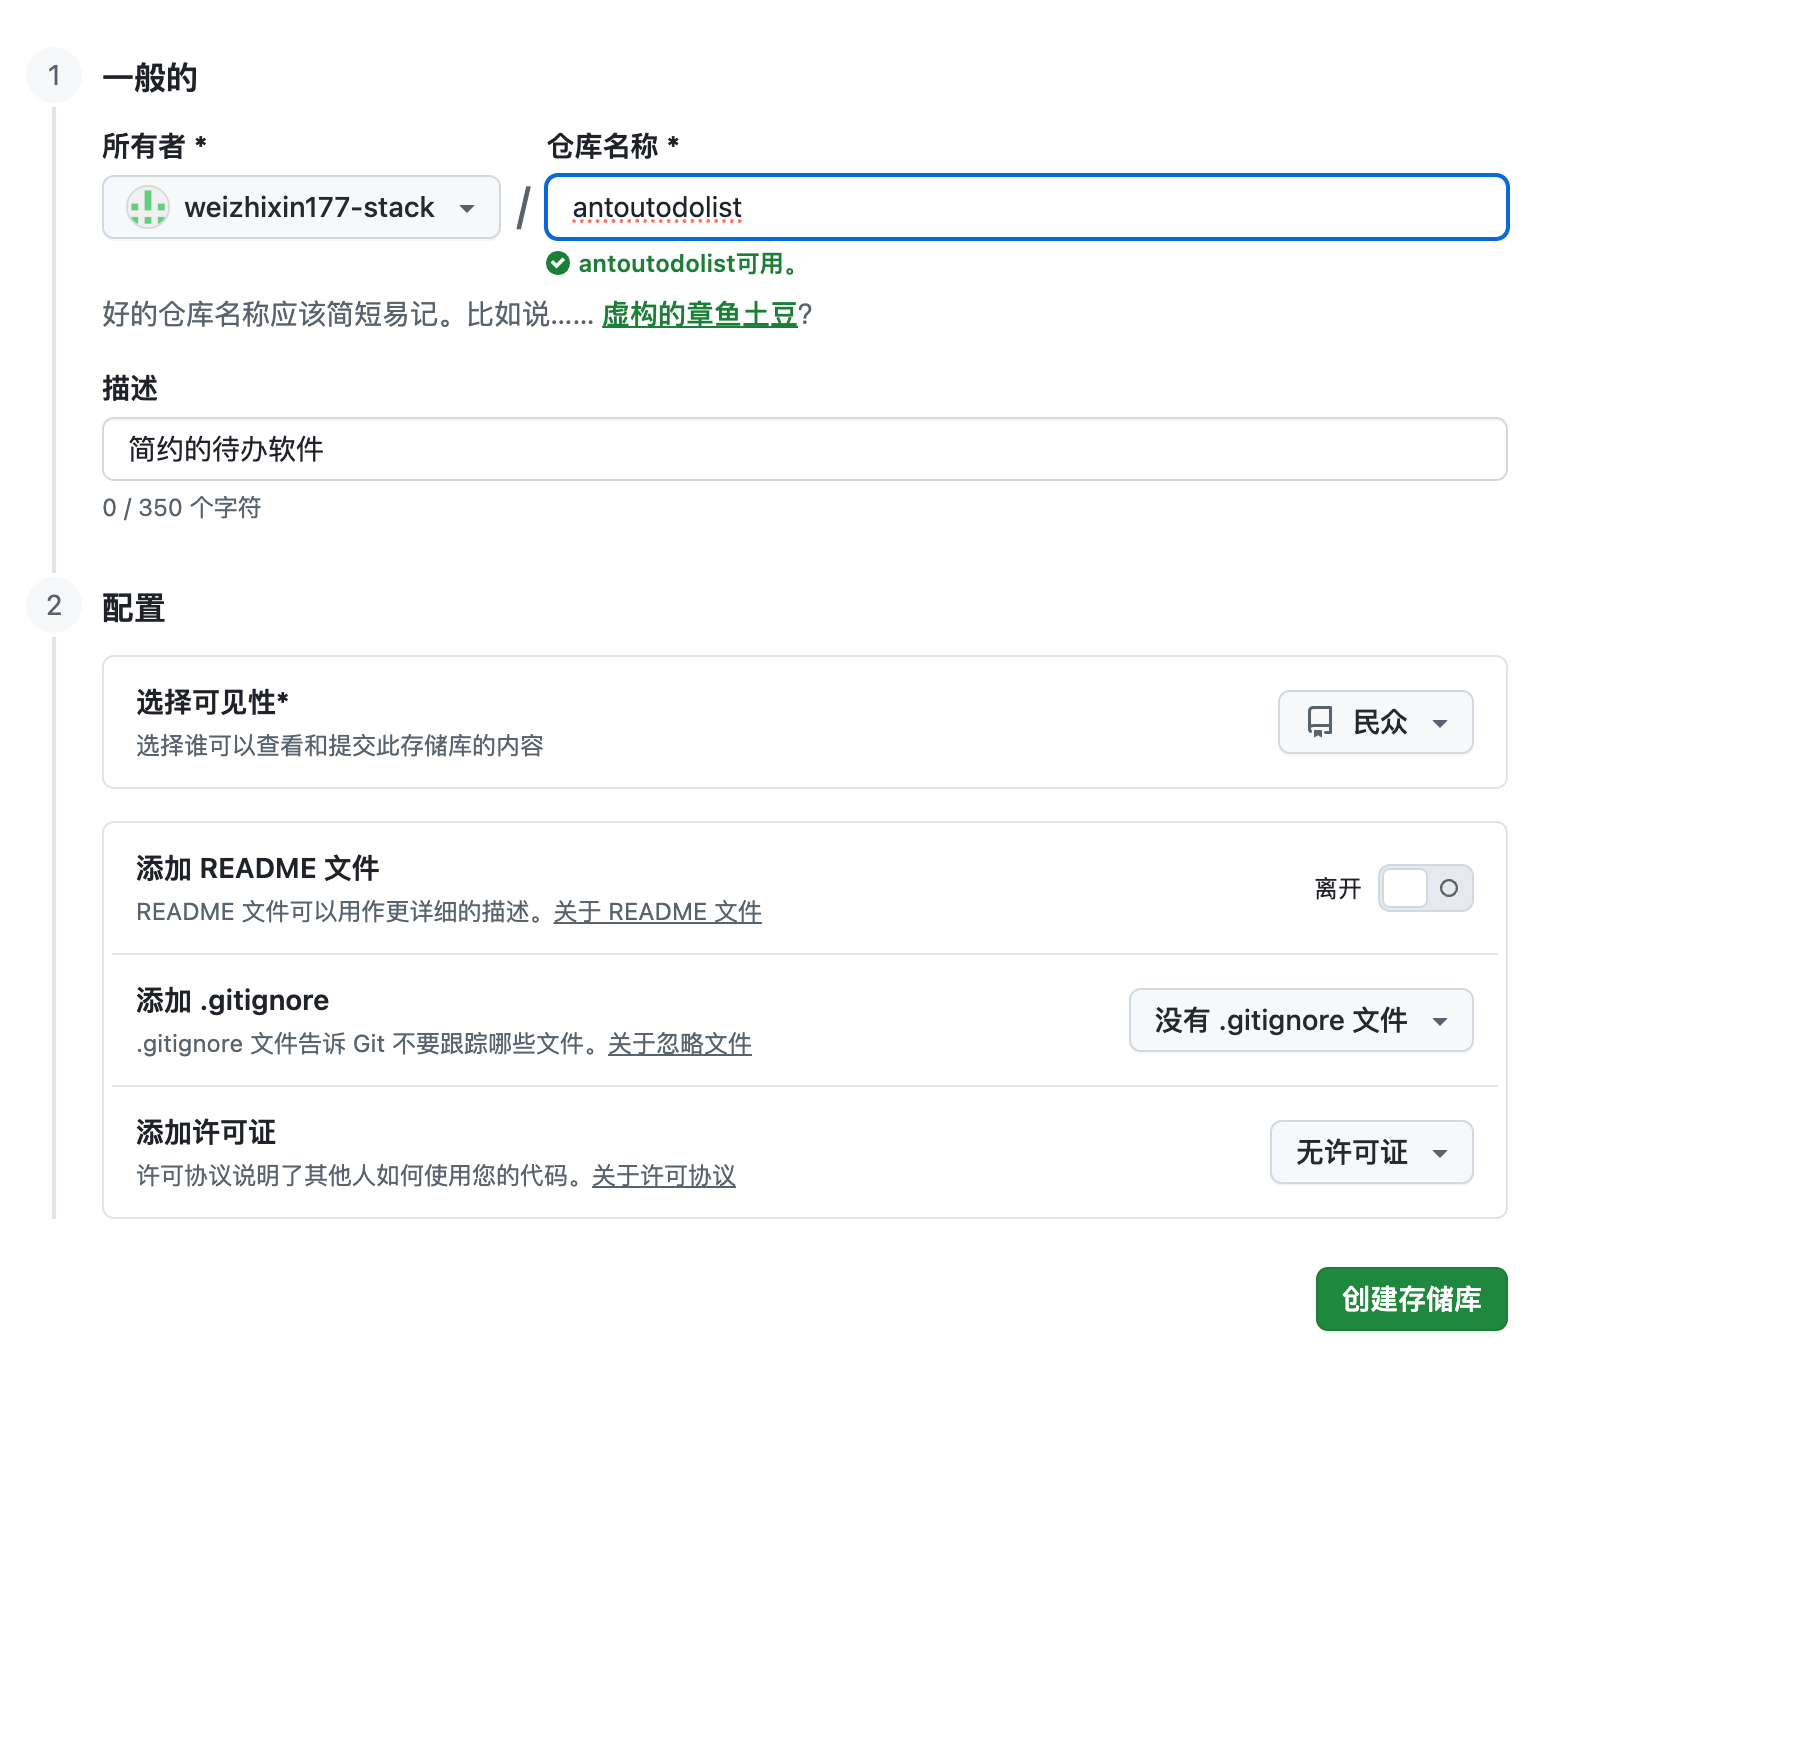 1
一般的
所有者 *
仓库名称 *
weizhixin177-stack
/
antoutodolist
antoutodolist可用。
好的仓库名称应该简短易记。比如说…… 虚构的章鱼土豆?
描述
简约的待办软件
0 / 350 个字符
2
配置
选择可见性*
选择谁可以查看和提交此存储库的内容
民众
添加 README 文件
README 文件可以用作更详细的描述。关于 README 文件
离开
添加 .gitignore
.gitignore 文件告诉 Git 不要跟踪哪些文件。关于忽略文件
没有 .gitignore 文件
添加许可证
许可协议说明了其他人如何使用您的代码。关于许可协议
无许可证
创建存储库